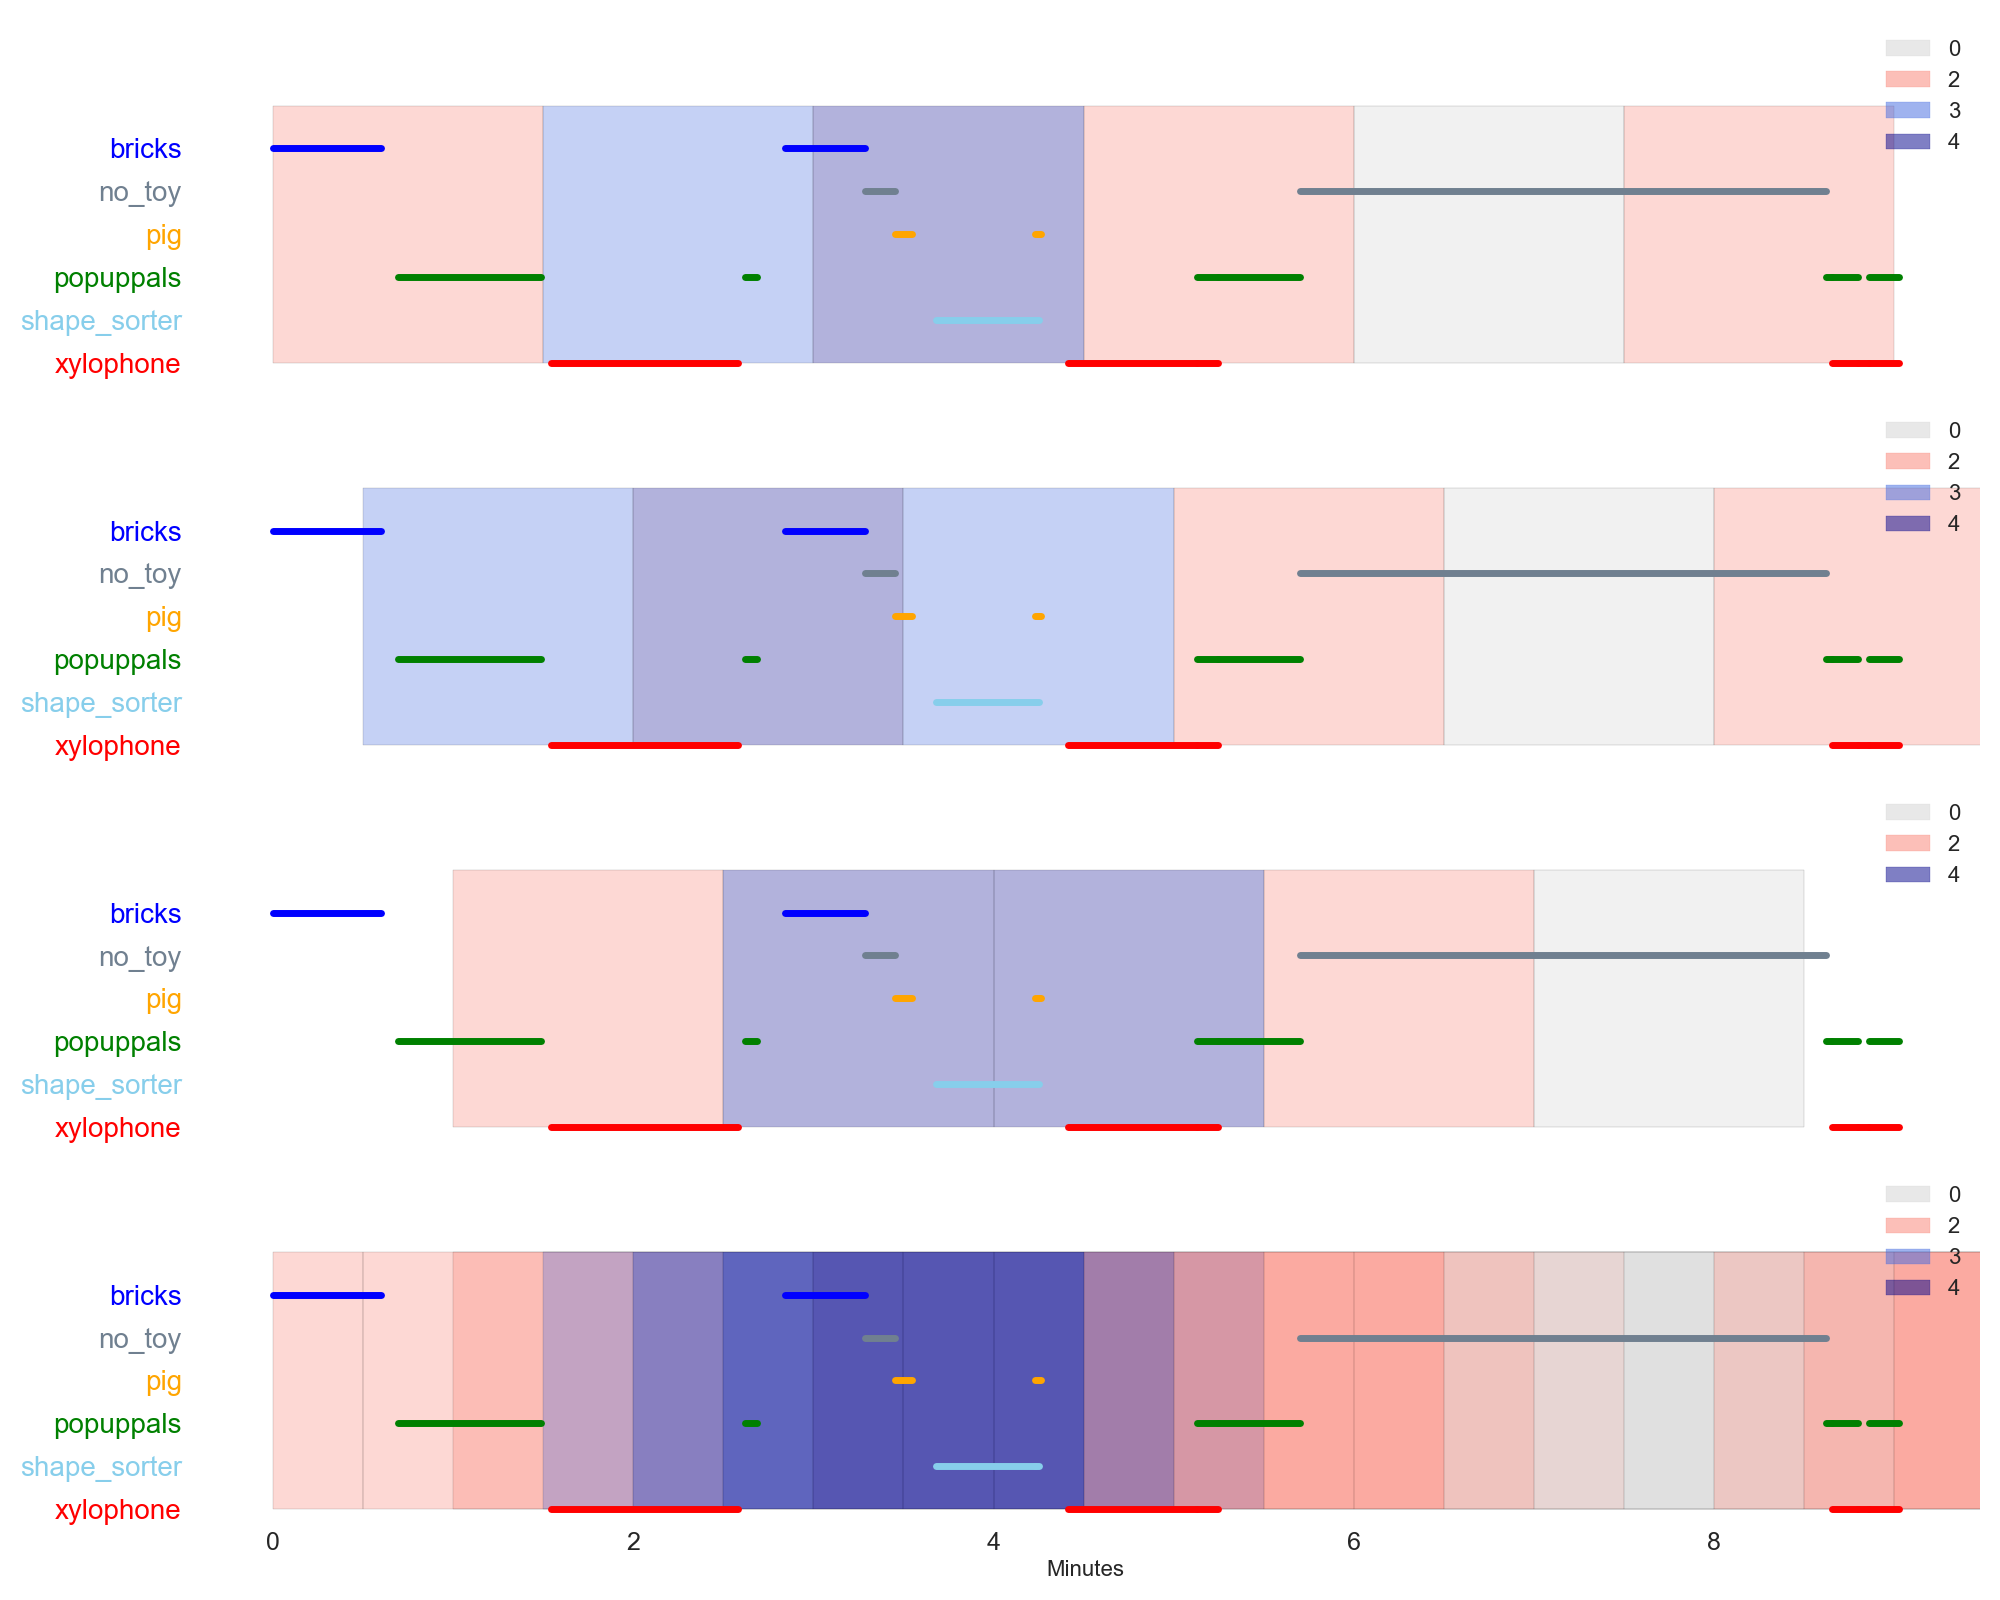 0
2
3
4
bricks
no_toy
pig
popuppals
shape_sorter
xylophone
0
2
3
4
bricks
no_toy
pig
popuppals
shape_sorter
xylophone
0
2
4
bricks
no_toy
pig
popuppals
shape_sorter
xylophone
0
2
3
4
bricks
no_toy
pig
popuppals
shape_sorter
xylophone
0 2 4 6 8
Minutes